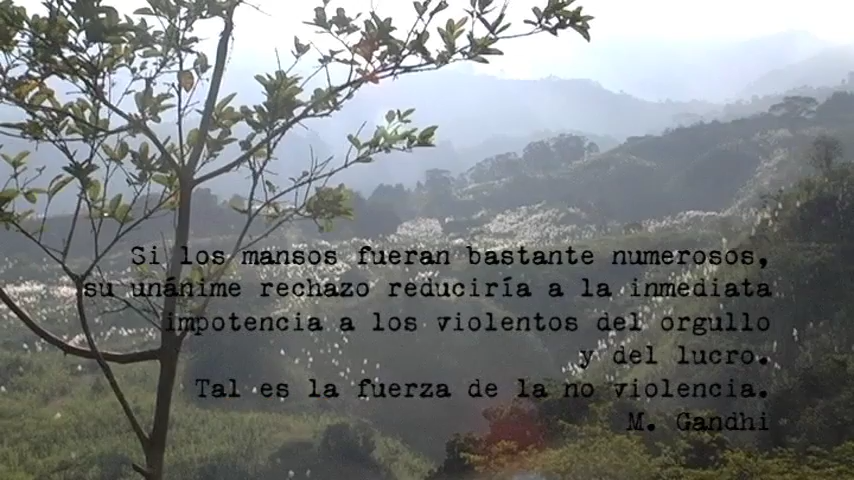 Si los mansos fueran bastante numerosos,
su unánime rechazo reduciría a la inmediata
impotencia a los violentos del orgullo
y del lucro.
Tal es la fuerza de la no violencia.
M. Gandhi